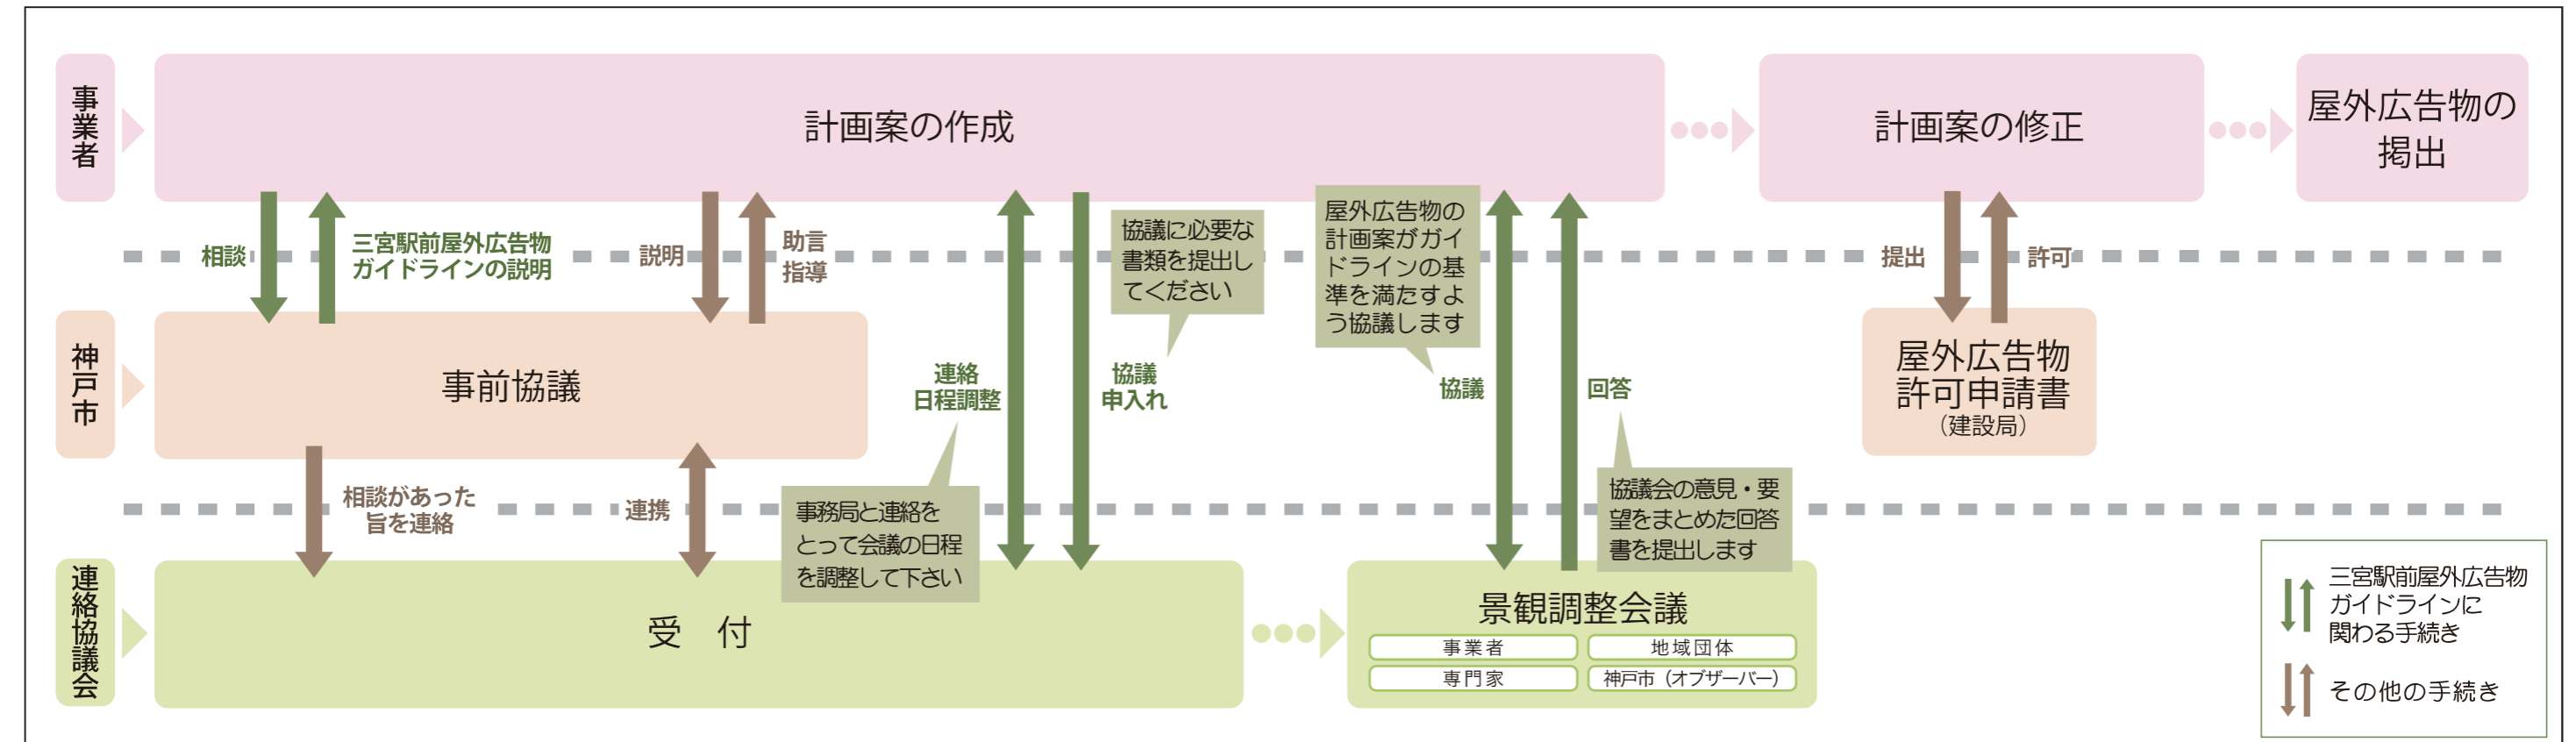 事業者
計画案の作成
計画案の修正
屋外広告物の
掲出
相談
三宮駅前屋外広告物
ガイドラインの説明
説明
助言
指導
協議に必要な
書類を提出し
てください
屋外広告物の
計画案がガイ
ドラインの基
準を満たすよ
う協議します
提出
許可
神戸市
事前協議
連絡
日程調整
協議
申入れ
協議
回答
屋外広告物
許可申請書
（建設局）
相談があった
旨を連絡
連携
事務局と連絡を
とって会議の日程
を調整して下さい
協議会の意見・要
望をまとめた回答
書を提出します
連絡協議会
受　付
景観調整会議
事業者
地域団体
専門家
神戸市（オブザーバー）
三宮駅前屋外広告物
ガイドラインに
関わる手続き
その他の手続き